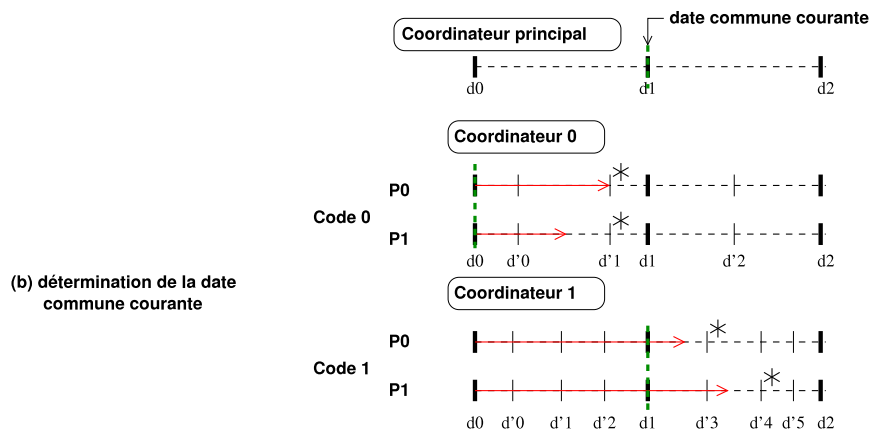 date commune courante
Coordinateur principal
d0 d1 d2
Coordinateur 0
P0
Code 0
P1
d0 d'0 d'1 d1 d'2 d2
(b) détermination de la date
commune courante
Coordinateur 1
P0
Code 1
P1
d0 d'0 d'1 d'2 d1 d'3 d'4 d'5 d2